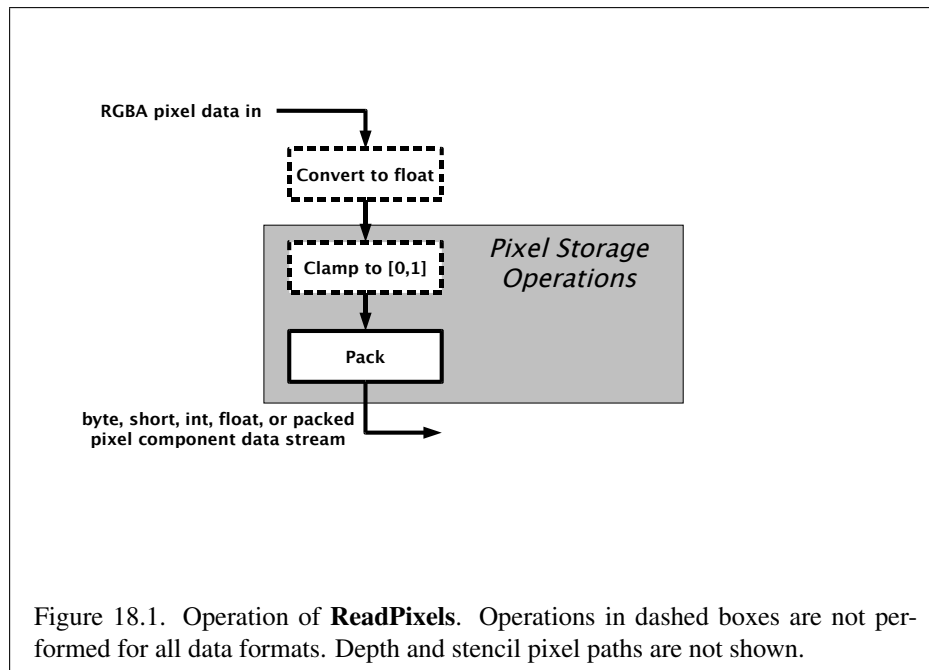 RGBA pixel data in
Convert to float
Pixel Storage
Operations
Clamp to [0,1]
Pack
byte, short, int, float, or packed
pixel component data stream
Figure 18.1. Operation of ReadPixels. Operations in dashed boxes are not per-
formed for all data formats. Depth and stencil pixel paths are not shown.